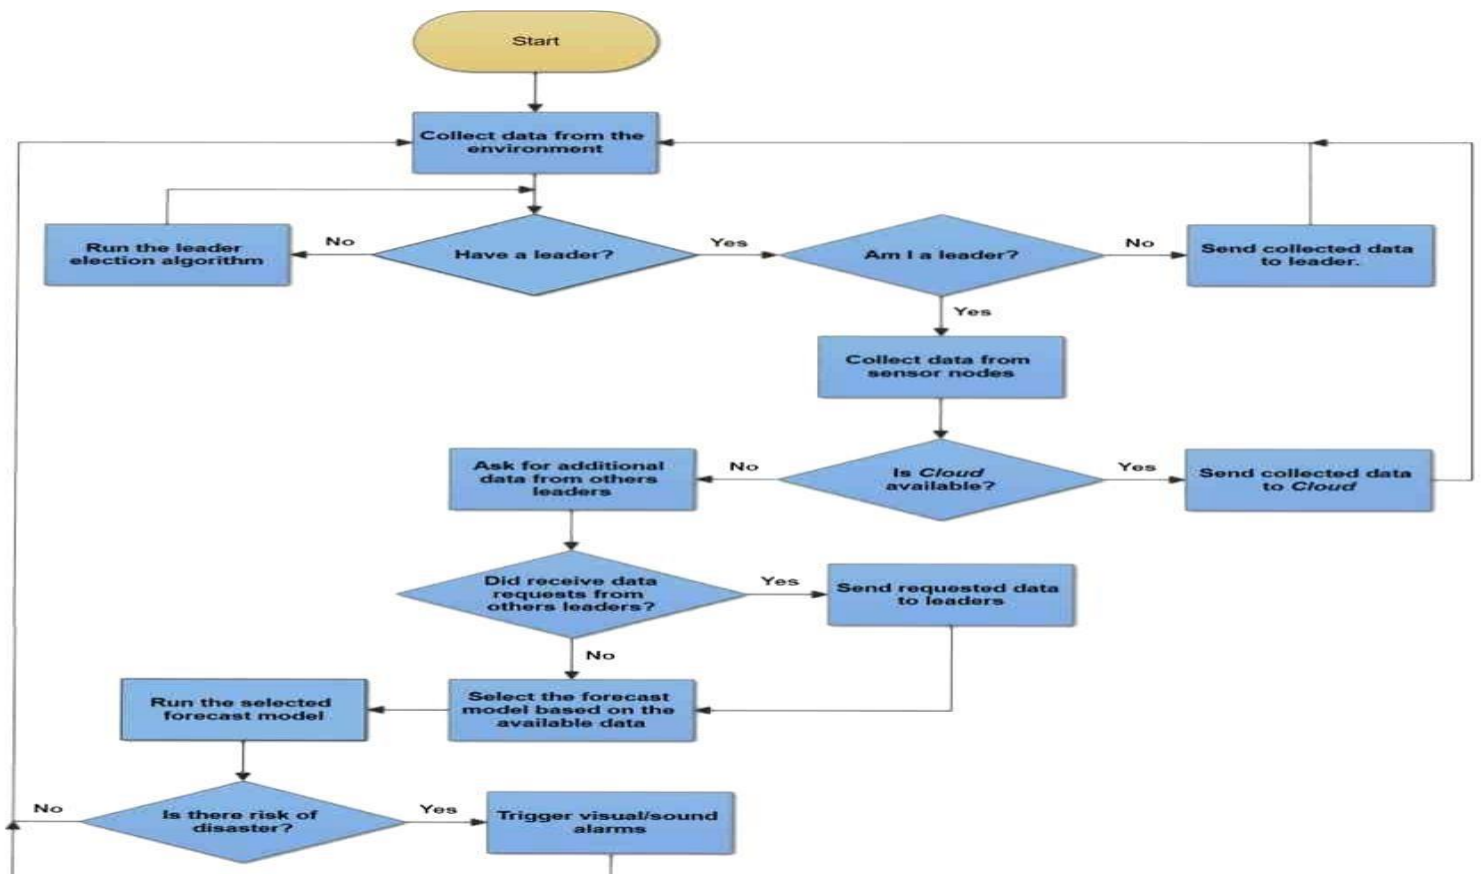 Start
Collect data from the
environment
No
Run the leader
election algorithm
Have a leader?
Yes
Am I a leader?
No
Send collected data
to leader.
Yes
Collect data from
sensor nodes
Ask for additional
data from others
leaders
No
Is Cloud
available?
Yes
Send collected data
to Cloud
Did receive data
requests from
others leaders?
Yes
Send requested data
to leaders
No
Run the selected
forecast model
Select the forecast
model based on the
available data
No
Is there risk of
disaster?
Yes
Trigger visual/sound
alarms